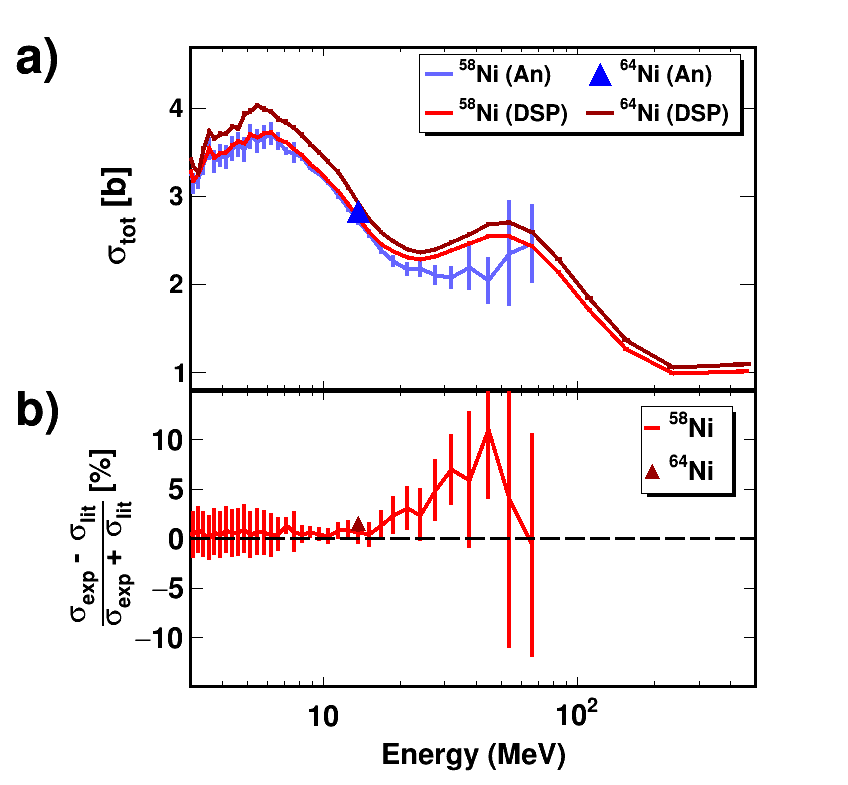 a)
⁵⁸Ni (An) ⁶⁴Ni (An)
⁵⁸Ni (DSP) ⁶⁴Ni (DSP)
4
3
2
1
σtot [b]
b)
⁵⁸Ni
⁶⁴Ni
10
5
0
−5
−10
σexp - σlit
σexp + σlit
[%]
10
10²
Energy (MeV)